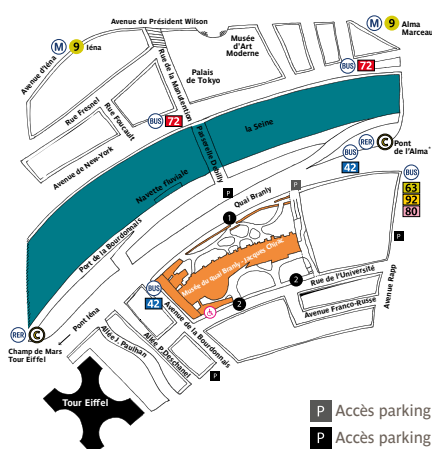 Avenue du Président Wilson
M 9 Iéna
Musée
d'Art
Moderne
M 9 Alma
Marceau
Avenue d'Iéna
Rue de la Manutention
Palais
de Tokyo
BUS 72
Rue Fresnel
Rue Foucault
BUS 72
Avenue de New-York
Passerelle Debilly
la Seine
RER C Pont
de l'Alma*
BUS 42
Navette Fluviale
BUS
63
92
80
P
P
Quai Branly
1
Port de la Bourdonnais
Musée du quai Branly - Jacques Chirac
P
Rue de l'Université
2
2
Avenue Rapp
Avenue Franco-Russe
BUS
42
Avenue de la Bourdonnais
RER C
Champ de Mars
Tour Eiffel
Pont Iéna
Allée J. Paulhan
Allée P. Deschanel
P
Tour Eiffel
P Accès parking
P Accès parking